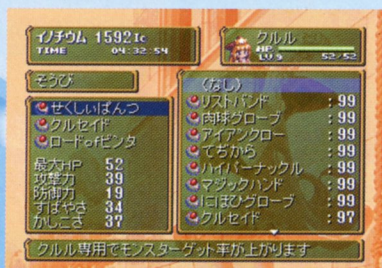 イノチウム 1592Ic
TIME 04:32:54
クルル
HP
LV 9 52/52
そうび
せくしいぱんつ
クルセイド
ロードofビンタ
最大HP 52
攻撃力 39
防御力 19
すばやさ 34
かしこさ 37
(なし)
リストバンド :99
肉球グローブ :99
アイアンクロー :99
てぢから :99
ハイパーナックル :99
マジックハンド :99
にほひグローブ :99
クルセイド :97
クルル専用でモンスターゲット率が上がります